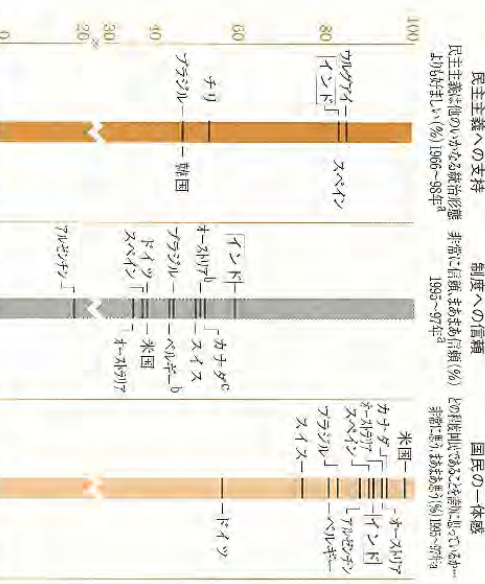 民主主義への支持
民主主義は他のいかなる統治形態
よりも好ましい(%)1966～98年a
制度への信頼
非常に信頼,まあまあ信頼(%)
1995～97年a
国民の一体感
どの程度国民であることを誇りに思っているか…
非常に思う,まあまあ思う(%)1995～97年a
100
80
60
40
30
20
0
ウルグアイ
インド
スペイン
チリ
ブラジル
韓国
インド
カナダc
オーストリアb
スイス
ブラジル
ベルギーb
ドイツ
米国
スペイン
オーストラリア
アルゼンチン
米国
オーストリア
カナダ
オーストラリア
インド
スペイン
アルゼンチン
ブラジル
ベルギー
スイス
ドイツ